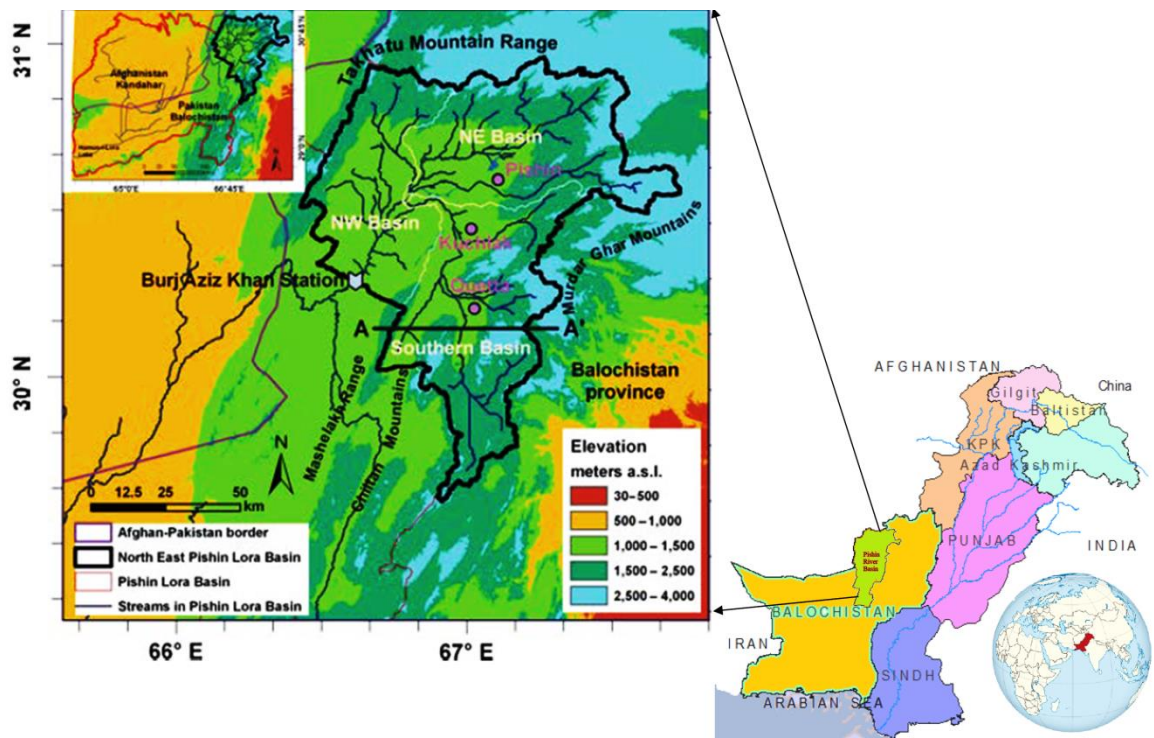 31° N
30° N
66° E
67° E
30°45'N
29°0'N
65°0'E
66°45'E
Afghanistan
Kandahar
Pakistan
Balochistan
N
Takhatu Mountain Range
NE Basin
Pishin
NW Basin
Kuchlak
Murdar Ghar Mountains
Burj Aziz Khan Station
Quetta
A
A'
Southern Basin
Balochistan
province
Mashelakh Range
Chiltan Mountains
N
0 12.5 25 50
km
Afghan-Pakistan border
North East Pishin Lora Basin
Pishin Lora Basin
Streams in Pishin Lora Basin
Elevation
meters a.s.l.
30–500
500–1,000
1,000 – 1,500
1,500 – 2,500
2,500 – 4,000
AFGHANISTAN
China
Gilgit
Baltistan
KPK
Azad Kashmir
PUNJAB
INDIA
Pishin
River
Basin
BALOCHISTAN
IRAN
SINDH
ARABIAN SEA